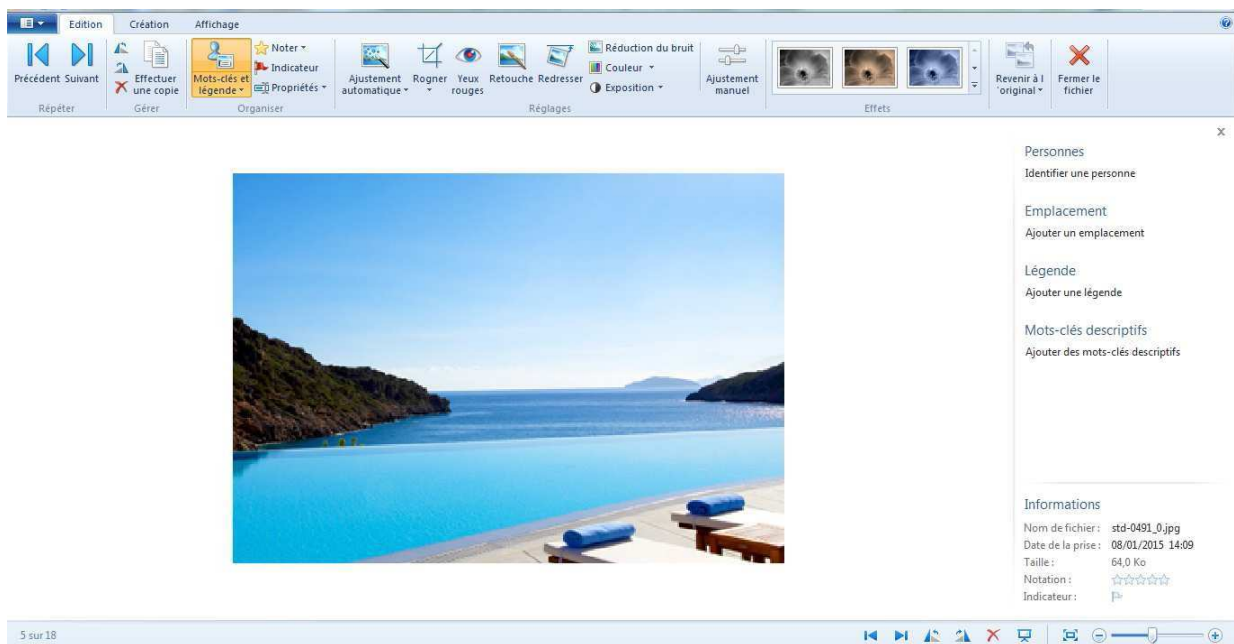 Edition Création Affichage
Précédent Suivant
Répéter
Effectuer
une copie
Gérer
Mots-clés et
légende
Noter
Indicateur
Propriétés
Organiser
Ajustement
automatique
Rogner
Yeux
rouges
Retouche
Redresser
Réduction du bruit
Couleur
Exposition
Réglages
Ajustement
manuel
Effets
Revenir à l
'original
Fermer le
fichier
x
Personnes
Identifier une personne
Emplacement
Ajouter un emplacement
Légende
Ajouter une légende
Mots-clés descriptifs
Ajouter des mots-clés descriptifs
Informations
Nom de fichier : std-0491_0.jpg
Date de la prise : 08/01/2015 14:09
Taille : 64,0 Ko
Notation :
Indicateur :
5 sur 18